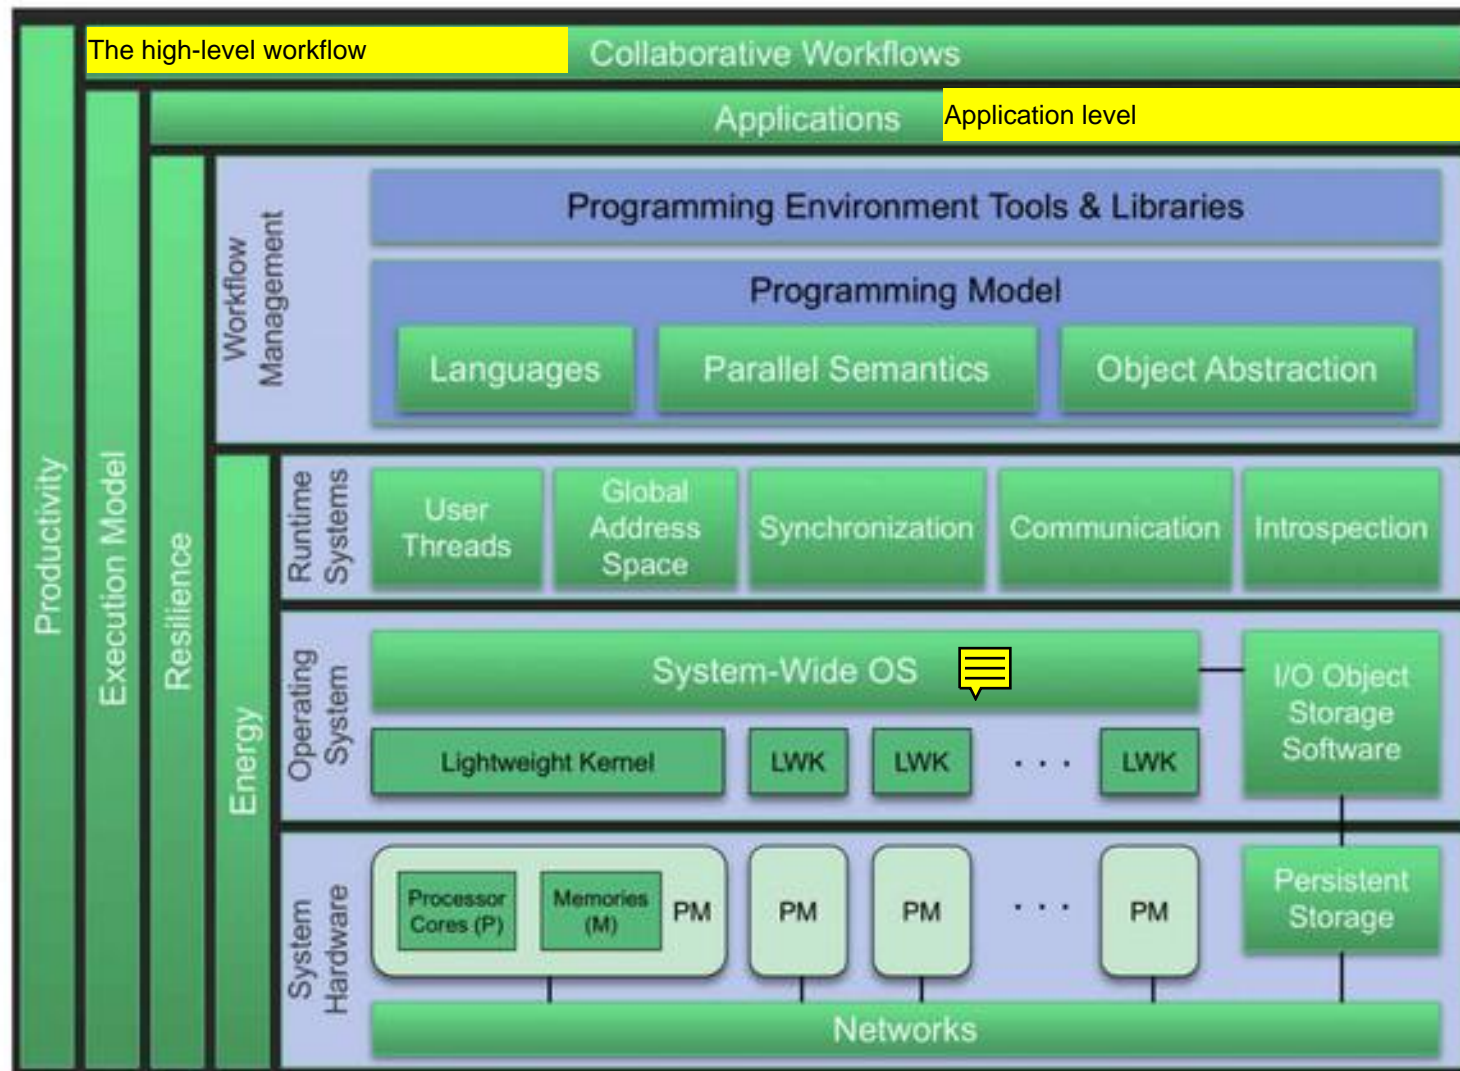 The high-level workflow
Collaborative Workflows
Applications
Application level
Productivity
Execution Model
Resilience
Energy
Workflow
Management
Programming Environment Tools & Libraries
Programming Model
Languages
Parallel Semantics
Object Abstraction
Runtime
Systems
User
Threads
Global
Address
Space
Synchronization
Communication
Introspection
Operating
System
System-Wide OS
I/O Object
Storage
Software
Lightweight Kernel
LWK
LWK
. . .
LWK
System
Hardware
Processor
Cores (P)
Memories
(M)
PM
PM
PM
. . .
PM
Persistent
Storage
Networks